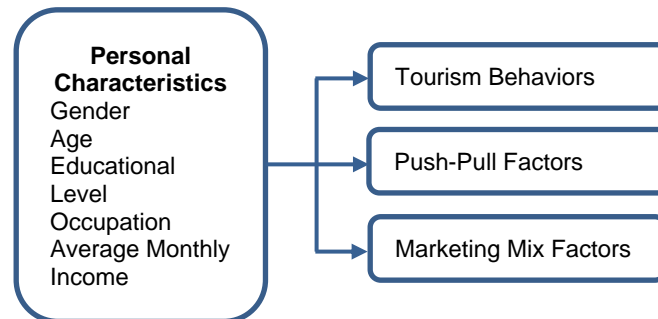 Personal
Characteristics
Gender
Age
Educational
Level
Occupation
Average Monthly
Income
Tourism Behaviors
Push-Pull Factors
Marketing Mix Factors